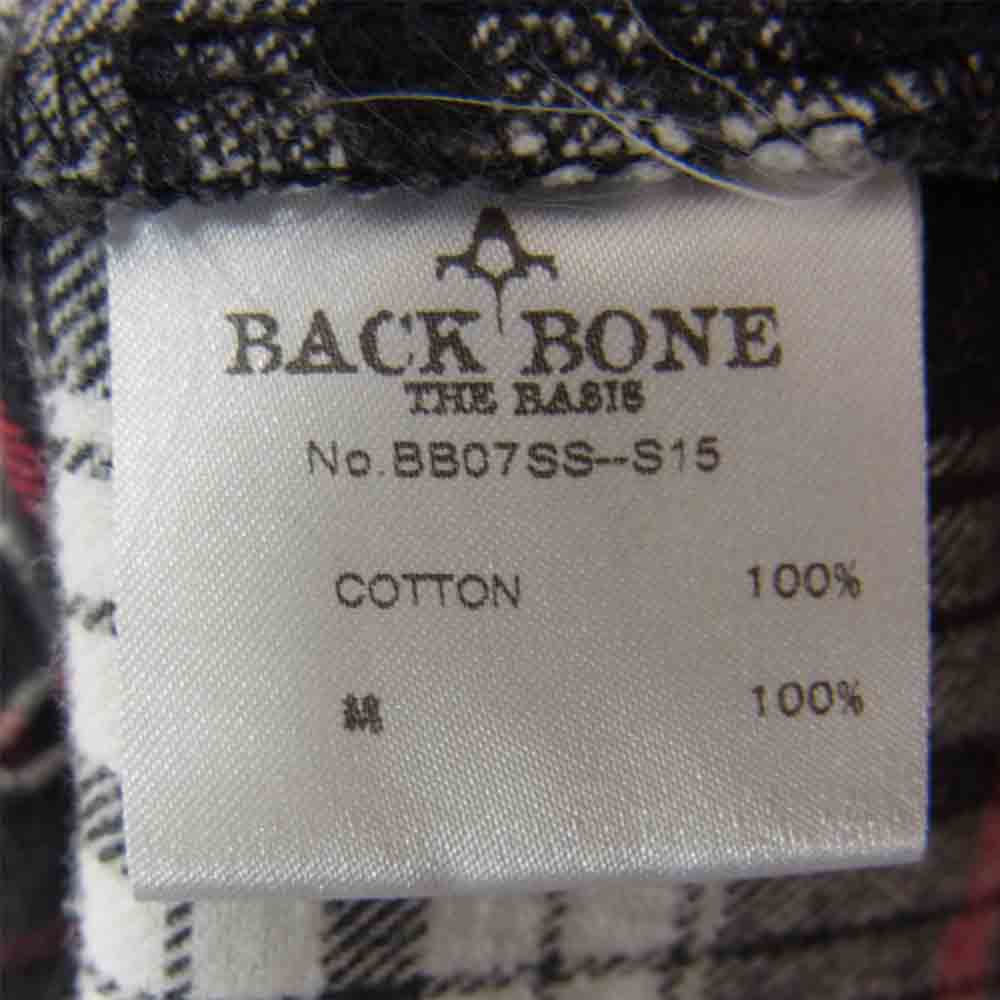 BACK BONE
THE BASIS
No.BB07SS--S15
COTTON 100%
綿 100%